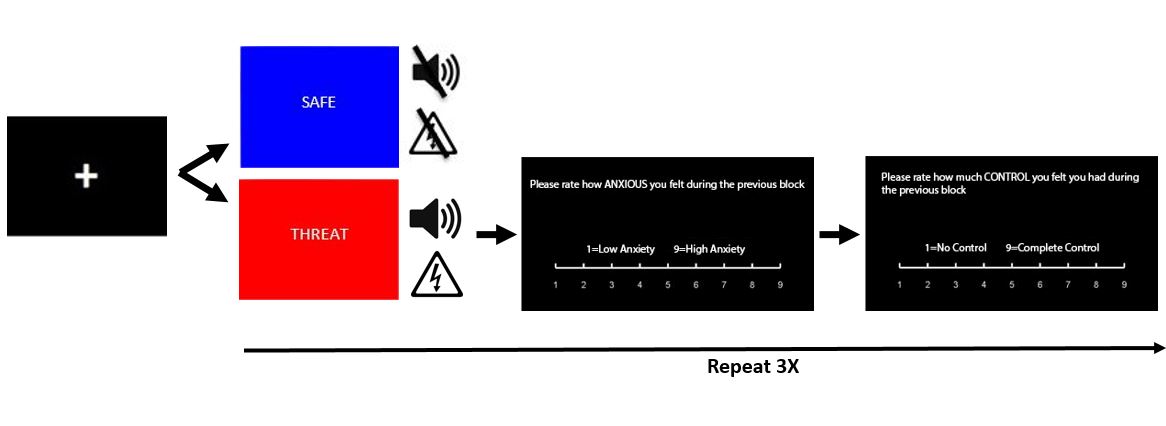 SAFE
THREAT
Please rate how ANXIOUS you felt during the previous block
1=Low Anxiety 9=High Anxiety
1 2 3 4 5 6 7 8 9
Please rate how much CONTROL you felt you had during
the previous block
1=No Control 9=Complete Control
1 2 3 4 5 6 7 8 9
Repeat 3X